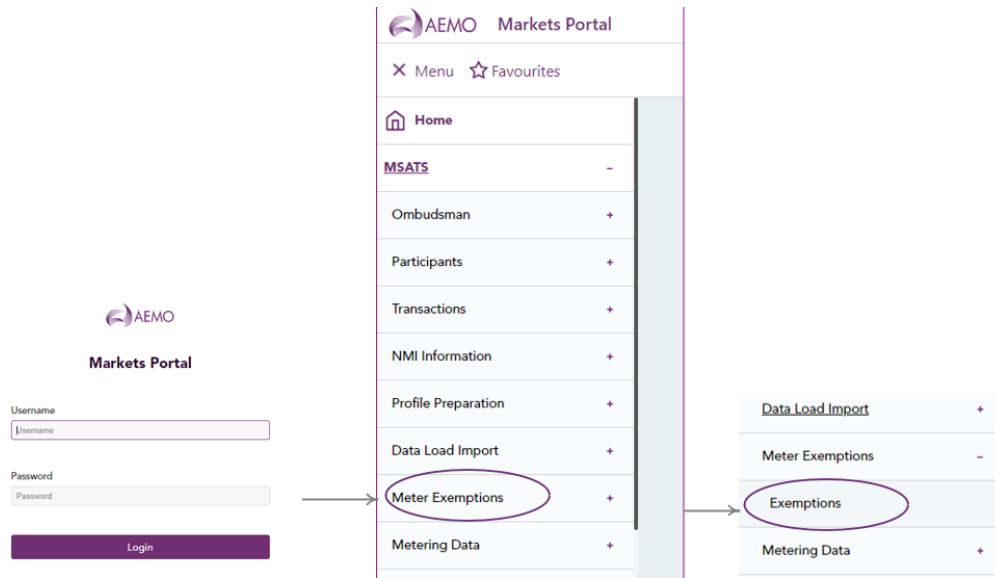 AEMO
Markets Portal
Username
Username
Password
Password
Login
AEMO Markets Portal
Menu Favourites
Home
MSATS
Ombudsman
Participants
Transactions
NMI Information
Profile Preparation
Data Load Import
Meter Exemptions
Metering Data
Data Load Import
Meter Exemptions
Exemptions
Metering Data